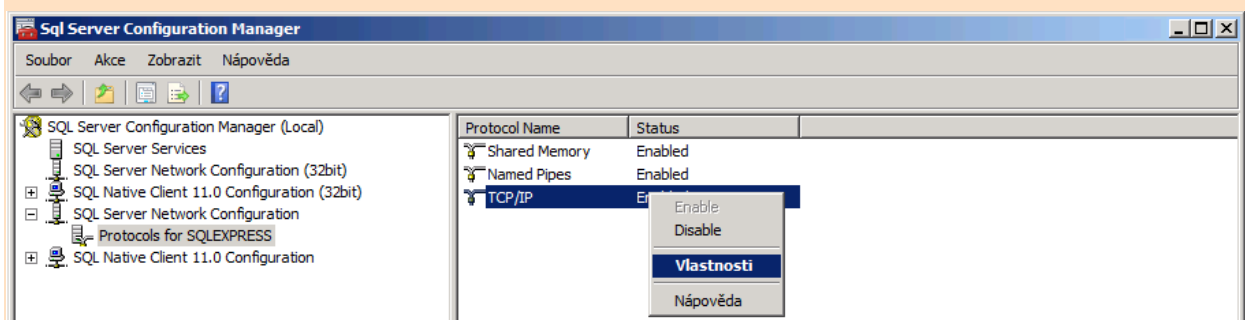 Sql Server Configuration Manager
Soubor Akce Zobrazit Nápověda
SQL Server Configuration Manager (Local)
SQL Server Services
SQL Server Network Configuration (32bit)
SQL Native Client 11.0 Configuration (32bit)
SQL Server Network Configuration
Protocols for SQLEXPRESS
SQL Native Client 11.0 Configuration
Protocol Name Status
Shared Memory Enabled
Named Pipes Enabled
TCP/IP
Enable
Disable
Vlastnosti
Nápověda